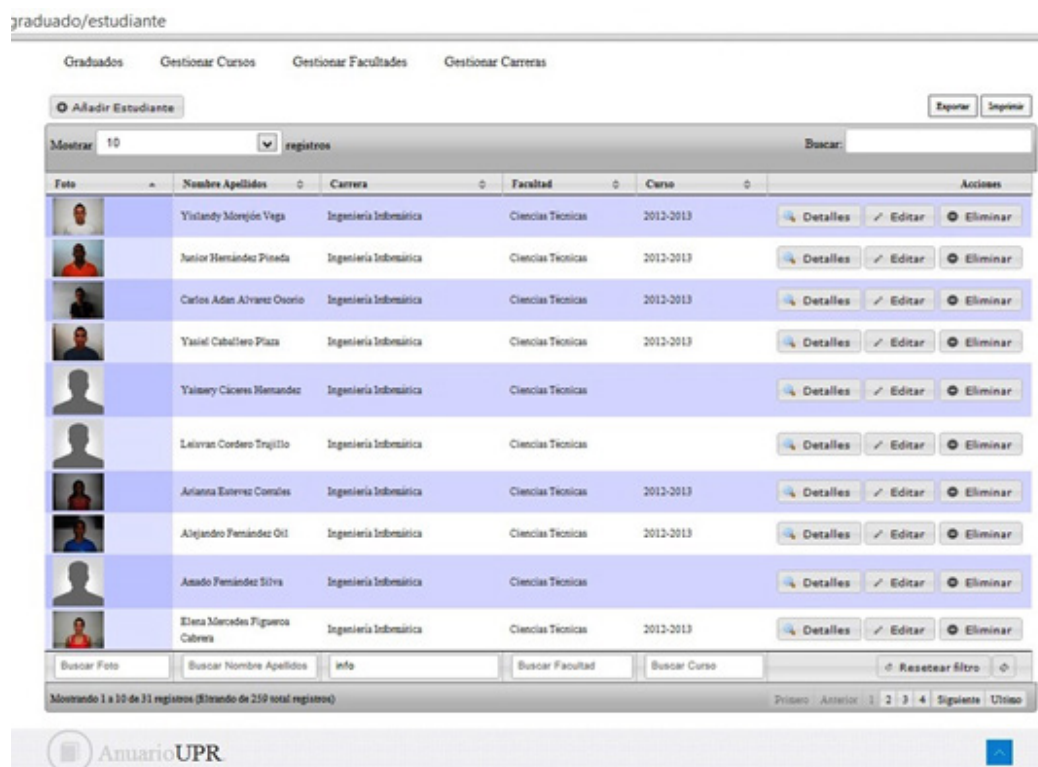 graduado/estudiante
Graduados Gestionar Cursos Gestionar Facultades Gestionar Carreras
Añadir Estudiante Exportar Imprimir
Mostrar 10 registros Buscar:
Foto Nombre Apellidos Carrera Facultad Curso Acciones
Yislandy Morejón Vega Ingeniería Informática Ciencias Técnicas 2012-2013 Detalles Editar Eliminar
Junior Hernández Pineda Ingeniería Informática Ciencias Técnicas 2012-2013 Detalles Editar Eliminar
Carlos Adan Alvarez Osorio Ingeniería Informática Ciencias Técnicas 2012-2013 Detalles Editar Eliminar
Yasiel Caballero Plaza Ingeniería Informática Ciencias Técnicas 2012-2013 Detalles Editar Eliminar
Yaimery Cáceres Hernandez Ingeniería Informática Ciencias Técnicas Detalles Editar Eliminar
Leisvan Cordero Trujillo Ingeniería Informática Ciencias Técnicas Detalles Editar Eliminar
Arianna Estevez Corrales Ingeniería Informática Ciencias Técnicas 2012-2013 Detalles Editar Eliminar
Alejandro Fernández Gil Ingeniería Informática Ciencias Técnicas 2012-2013 Detalles Editar Eliminar
Amado Fernández Silva Ingeniería Informática Ciencias Técnicas Detalles Editar Eliminar
Elena Mercedes Figueroa
Cabrera Ingeniería Informática Ciencias Técnicas 2012-2013 Detalles Editar Eliminar
Buscar Foto Buscar Nombre Apellidos info Buscar Facultad Buscar Curso Resetear filtro
Mostrando 1 a 10 de 31 registros (filtrando de 259 total registros) Primero Anterior 1 2 3 4 Siguiente Ultimo
AnuarioUPR